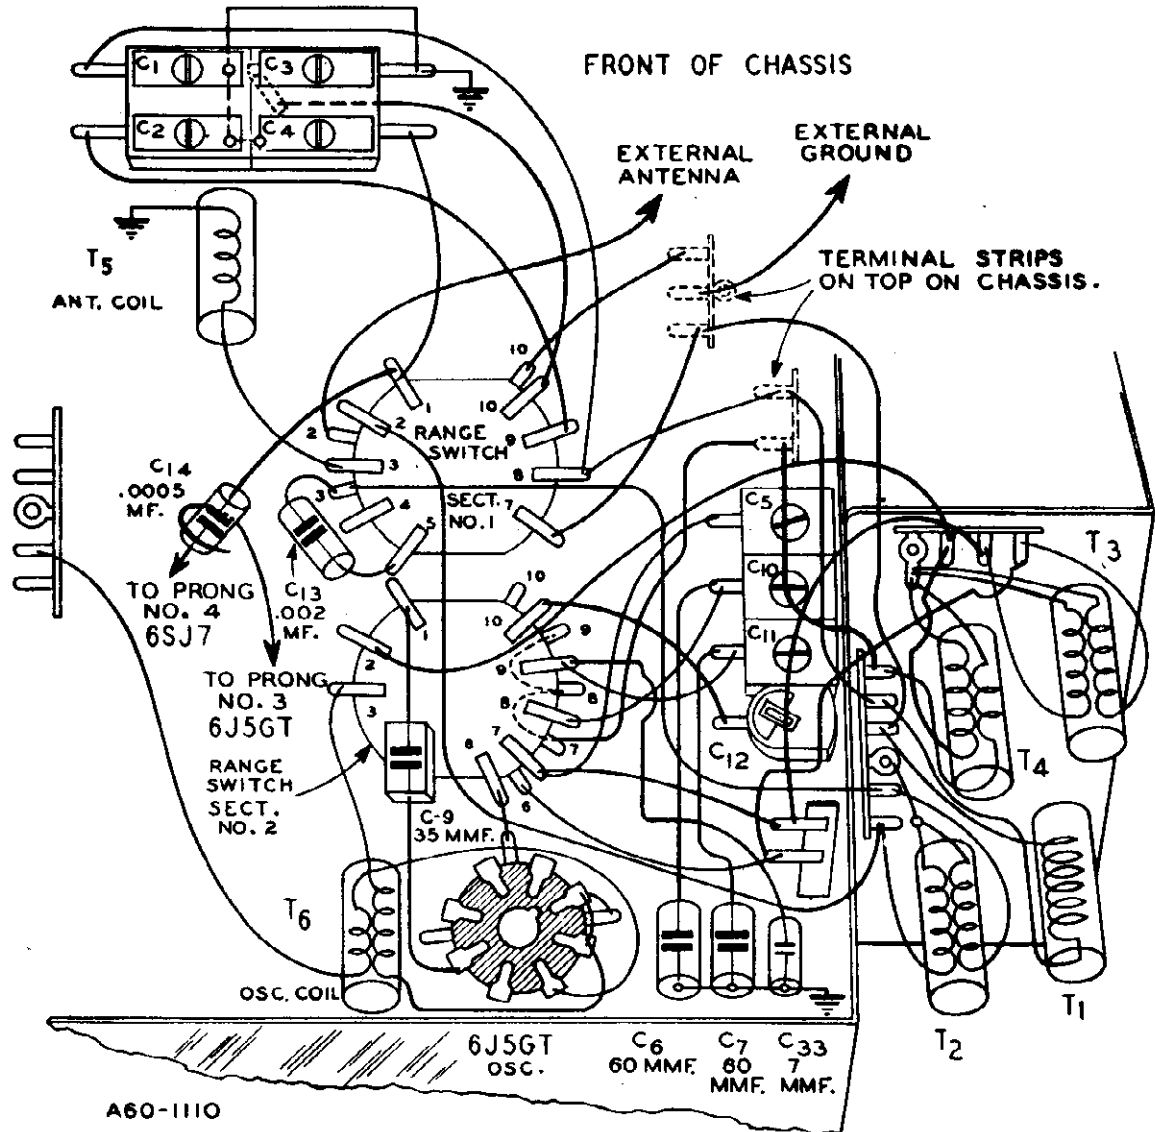 FRONT OF CHASSIS
C1
C3
C2
C4
EXTERNAL
ANTENNA
EXTERNAL
GROUND
T5
ANT. COIL
TERMINAL STRIPS
ON TOP ON CHASSIS.
10
1
10
2
2
RANGE
SWITCH
9
3
8
3
SECT.
NO. 1
4
7
5
C14
.0005
MF.
C13
.002
MF.
TO PRONG
NO. 4
6SJ7
TO PRONG
NO. 3
6J5GT
C5
C10
C11
C12
T3
T4
10
1
10
9
2
9
3
8
8
7
7
6
6
RANGE
SWITCH
SECT.
NO. 2
C-9
35 MMF.
T6
OSC. COIL
T1
T2
6J5GT
OSC.
C6
60 MMF.
C7
60
MMF.
C33
7
MMF.
A60-1110